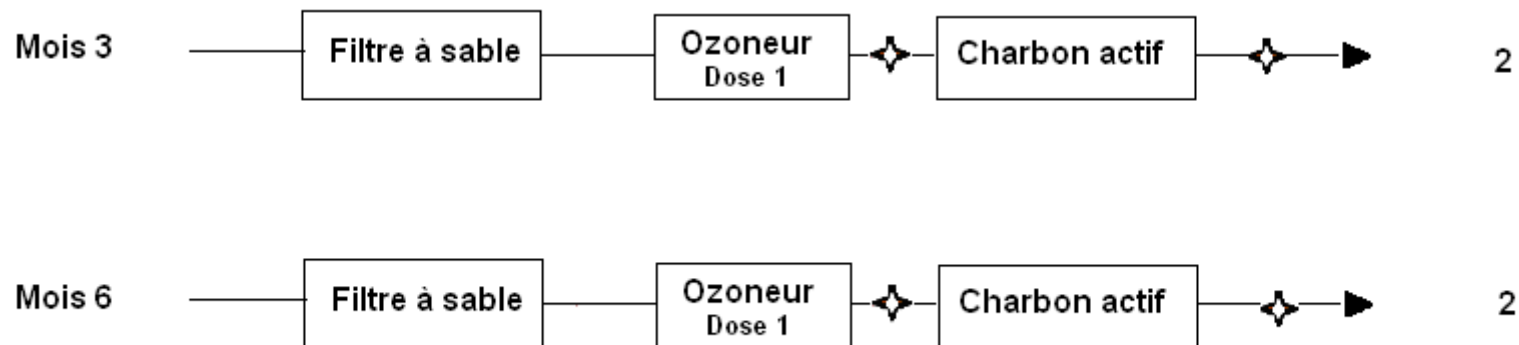 Mois 3 Filtre à sable Ozoneur Charbon actif 2
Dose 1
Mois 6 Filtre à sable Ozoneur Charbon actif 2
Dose 1